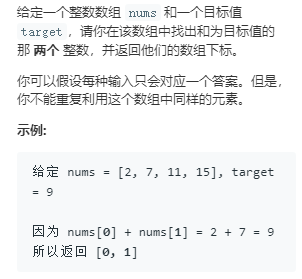 给定一个整数数组 nums 和一个目标值
target ，请你在该数组中找出和为目标值的
那 两个 整数，并返回他们的数组下标。
你可以假设每种输入只会对应一个答案。但是，
你不能重复利用这个数组中同样的元素。
示例:
给定 nums = [2, 7, 11, 15], target
= 9
因为 nums[0] + nums[1] = 2 + 7 = 9
所以返回 [0, 1]